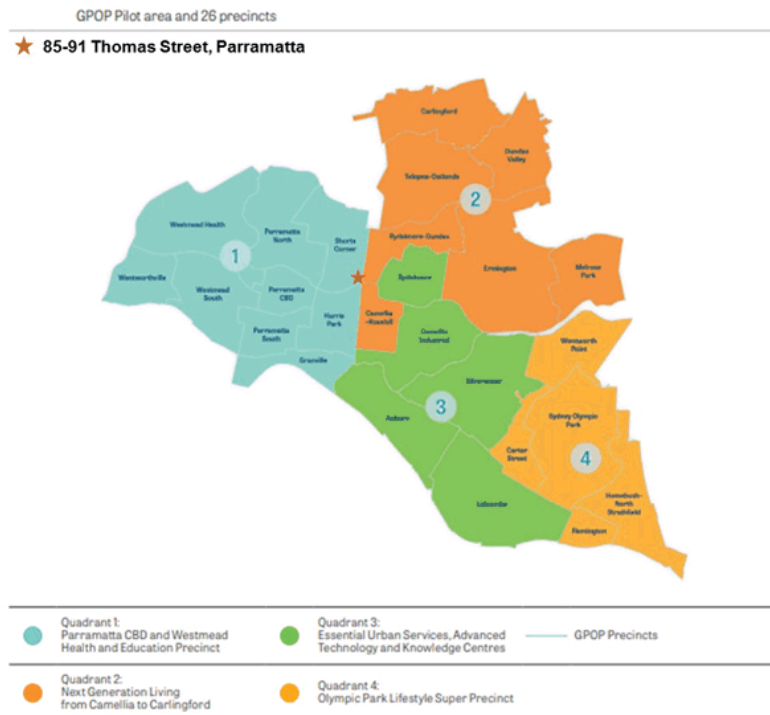 GPOP Pilot area and 26 precincts
85-91 Thomas Street, Parramatta
Carlingford
Dundas
Valley
Telopea-Oatlands
2
Rydalmere-Dundas
Westmead Health
Parramatta
North
Shorts
Corner
1
Rydalmere
Ermington
Melrose
Park
Wentworthville
Westmead
South
Parramatta
CBD
Harris
Park
Camellia
-Rosehill
Camellia
Industrial
Parramatta
South
Granville
Wentworth
Point
Silverwater
3
Auburn
Sydney Olympic
Park
Carter
Street
4
Lidcombe
Homebush-
North
Strathfield
Flemington
Quadrant 1:
Parramatta CBD and Westmead
Health and Education Precinct
Quadrant 3:
Essential Urban Services, Advanced
Technology and Knowledge Centres
GPOP Precincts
Quadrant 2:
Next Generation Living
from Camellia to Carlingford
Quadrant 4:
Olympic Park Lifestyle Super Precinct